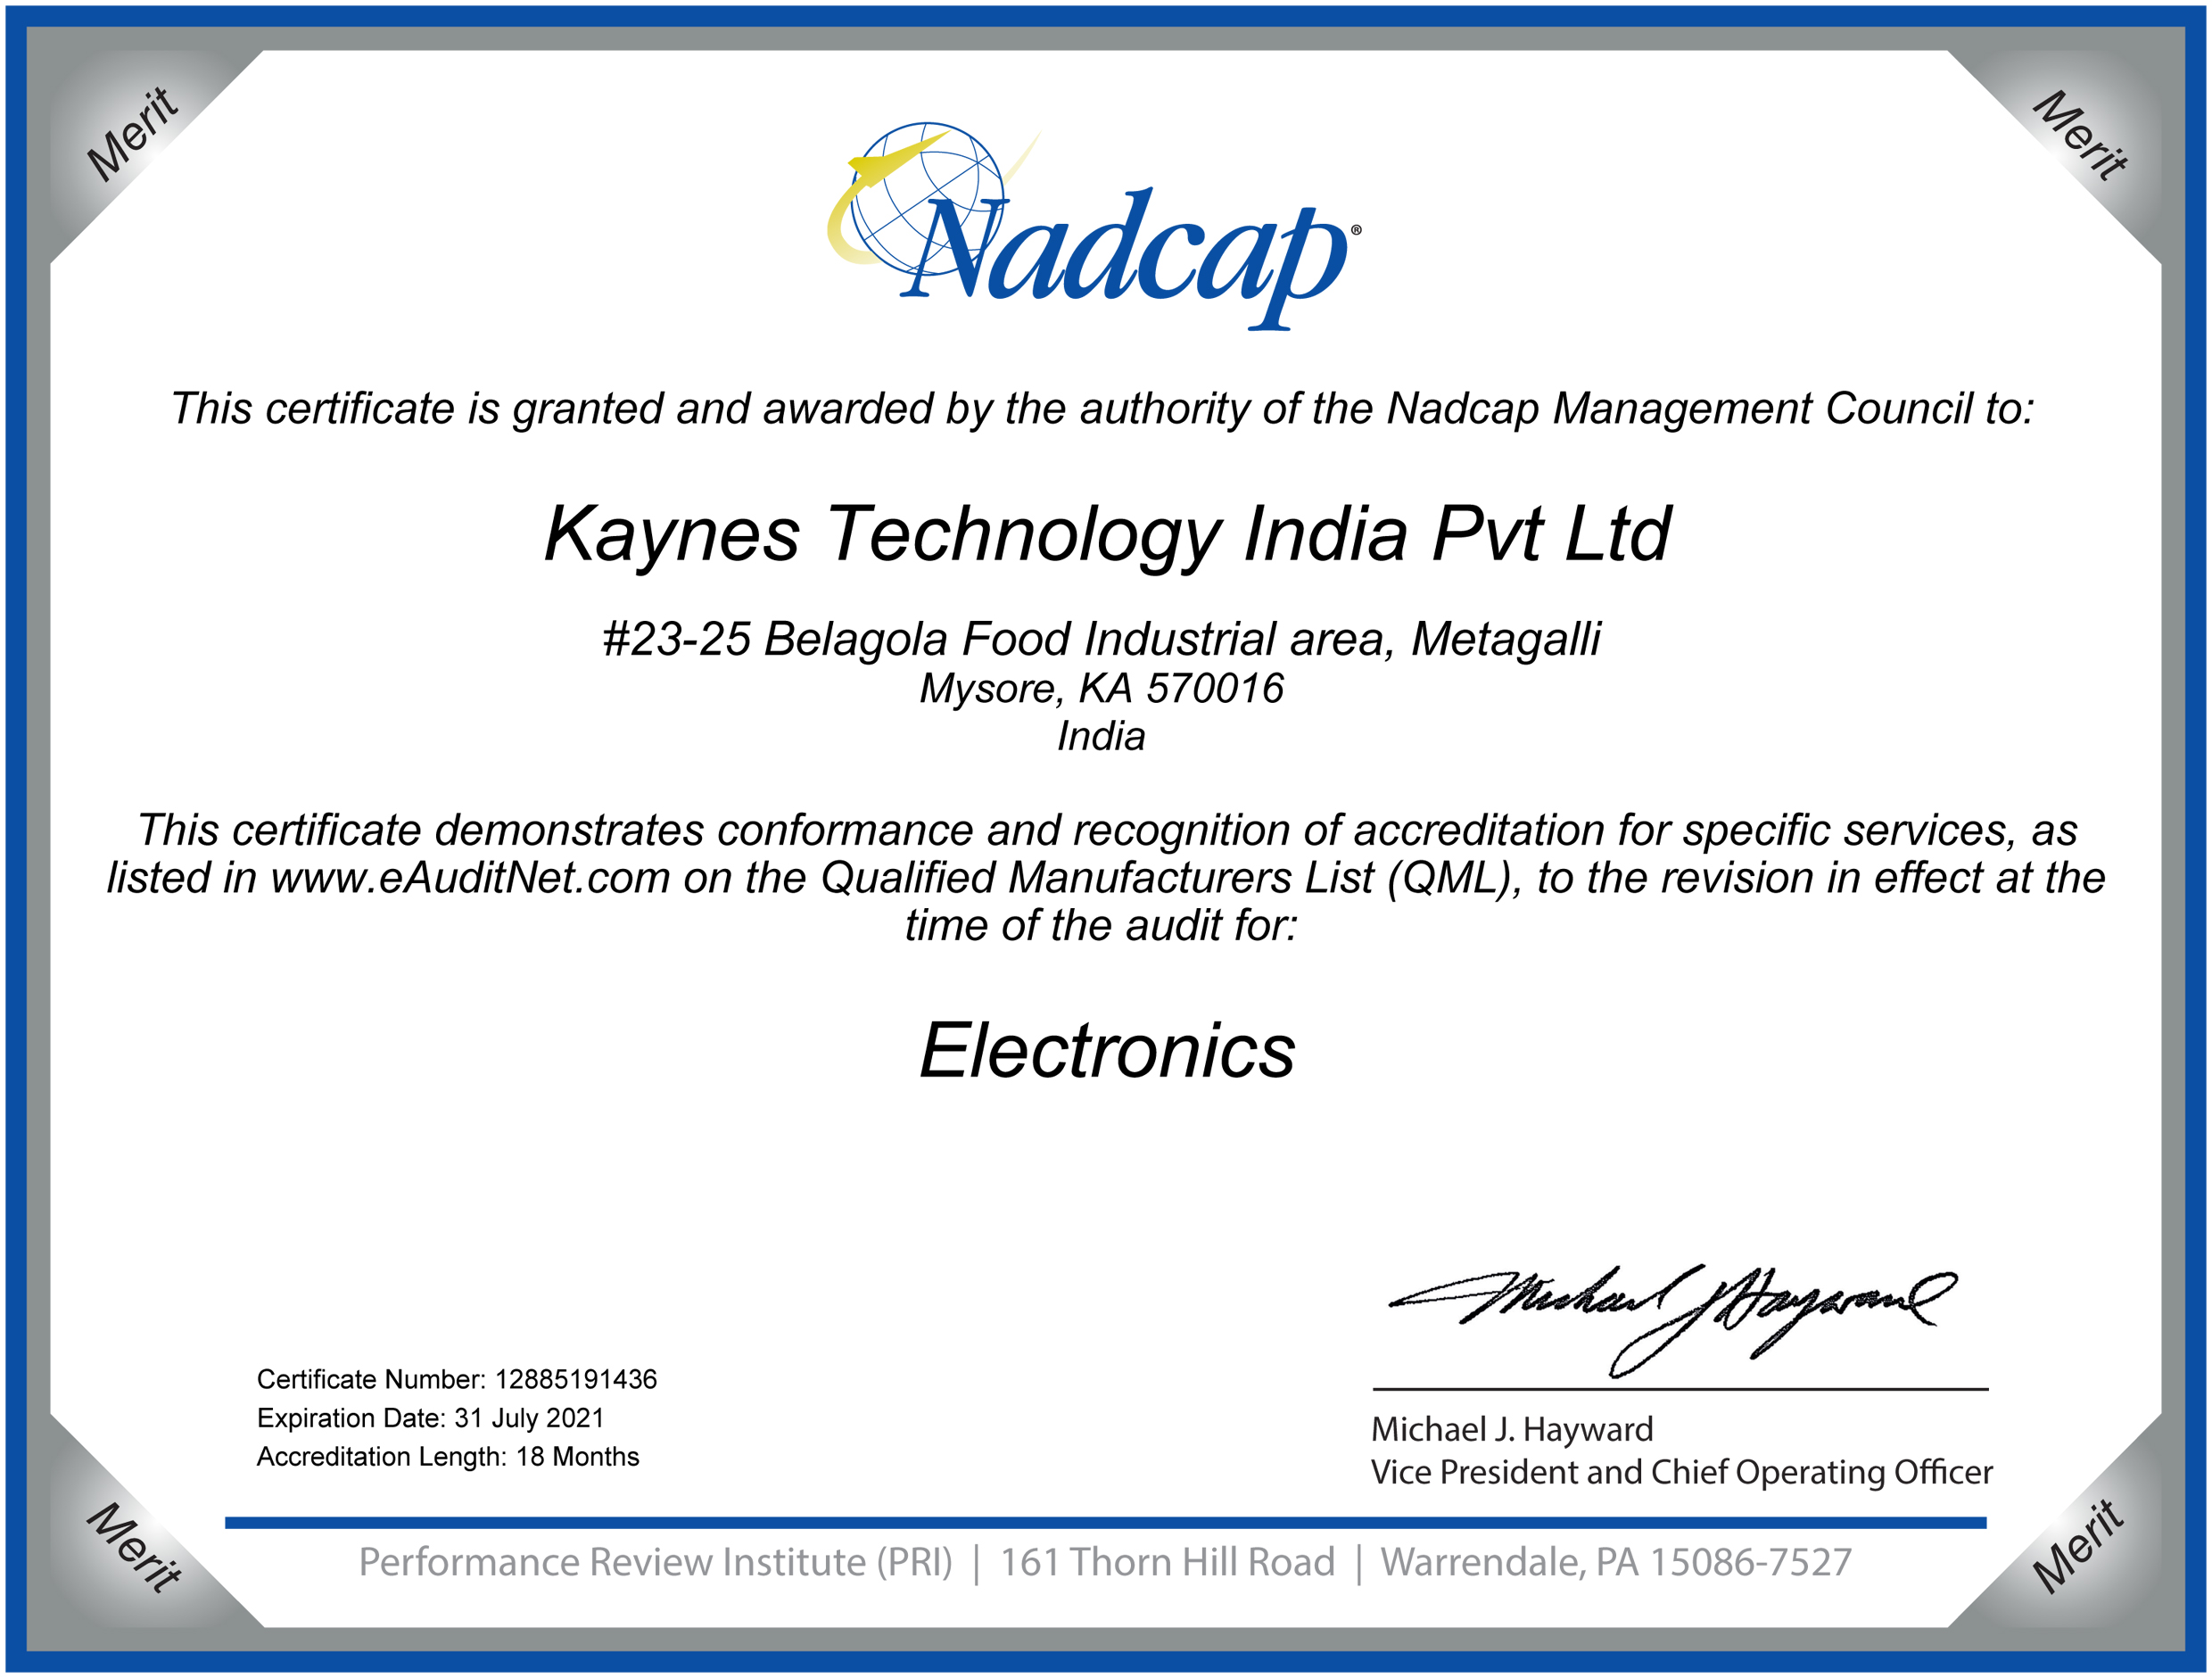 Merit
Merit
Nadcap®
This certificate is granted and awarded by the authority of the Nadcap Management Council to:
Kaynes Technology India Pvt Ltd
#23-25 Belagola Food Industrial area, Metagalli
Mysore, KA 570016
India
This certificate demonstrates conformance and recognition of accreditation for specific services, as
listed in www.eAuditNet.com on the Qualified Manufacturers List (QML), to the revision in effect at the
time of the audit for:
Electronics
Michael J Hayward
Certificate Number: 12885191436
Expiration Date: 31 July 2021
Accreditation Length: 18 Months
Michael J. Hayward
Vice President and Chief Operating Officer
Merit
Merit
Performance Review Institute (PRI) | 161 Thorn Hill Road | Warrendale, PA 15086-7527